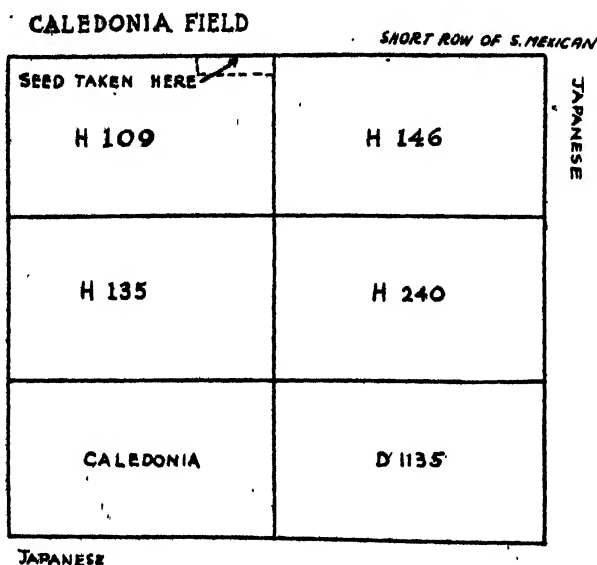 CALEDONIA FIELD
SHORT ROW OF S. MEXICAN
SEED TAKEN HERE
JAPANESE
H 109
H 146
H 135
H 240
CALEDONIA
D 1135
JAPANESE